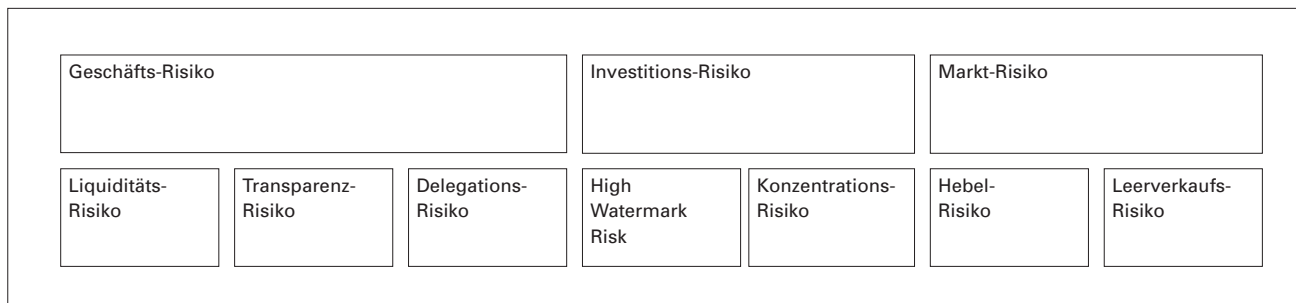 Geschäfts-Risiko
Investitions-Risiko
Markt-Risiko
Liquiditäts-
Risiko
Transparenz-
Risiko
Delegations-
Risiko
High
Watermark
Risk
Konzentrations-
Risiko
Hebel-
Risiko
Leerverkaufs-
Risiko